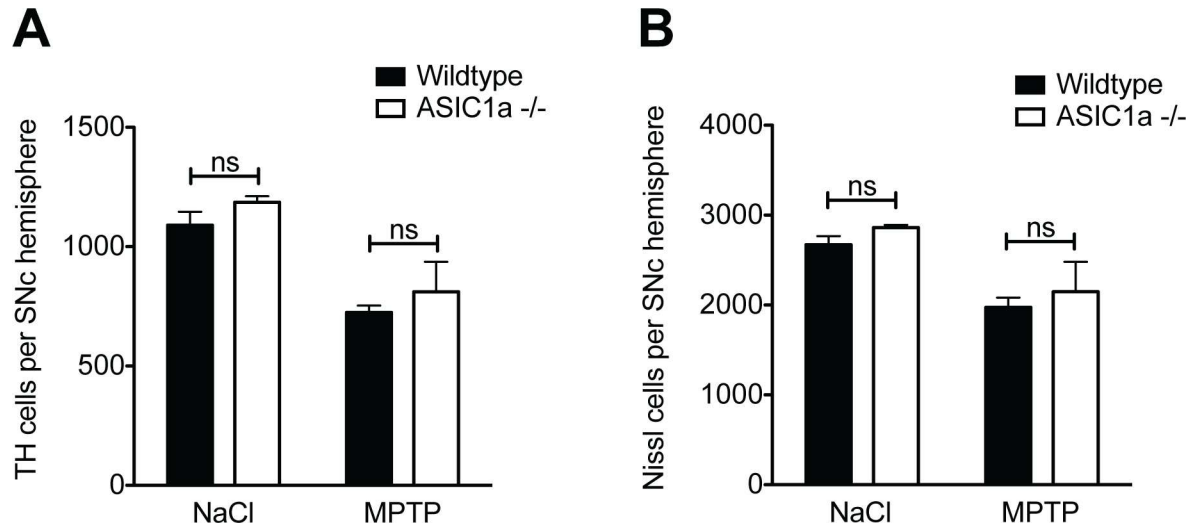 A
Wildtype
ASIC1a -/-
TH cells per SNc hemisphere
1500
1000
500
0
ns
ns
NaCl
MPTP
B
Wildtype
ASIC1a -/-
Nissl cells per SNc hemisphere
4000
3000
2000
1000
0
ns
ns
NaCl
MPTP